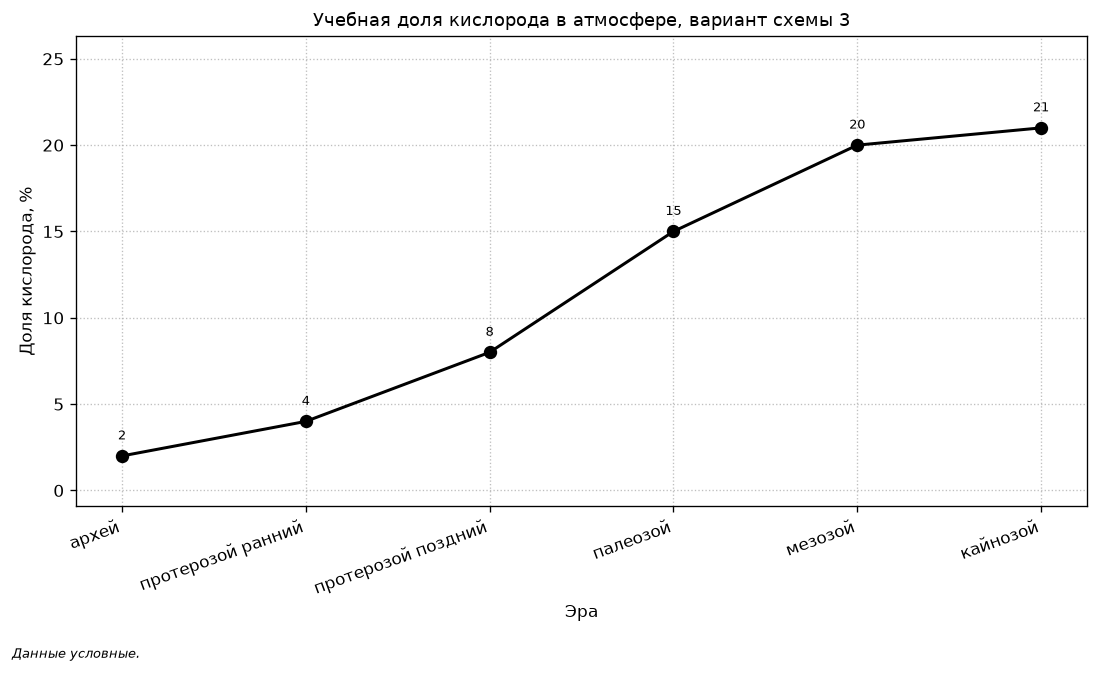 Учебная доля кислорода в атмосфере, вариант схемы 3
Доля кислорода, %
25
20
15
10
5
0
2
4
8
15
20
21
архей
протерозой ранний
протерозой поздний
палеозой
мезозой
кайнозой
Эра
Данные условные.